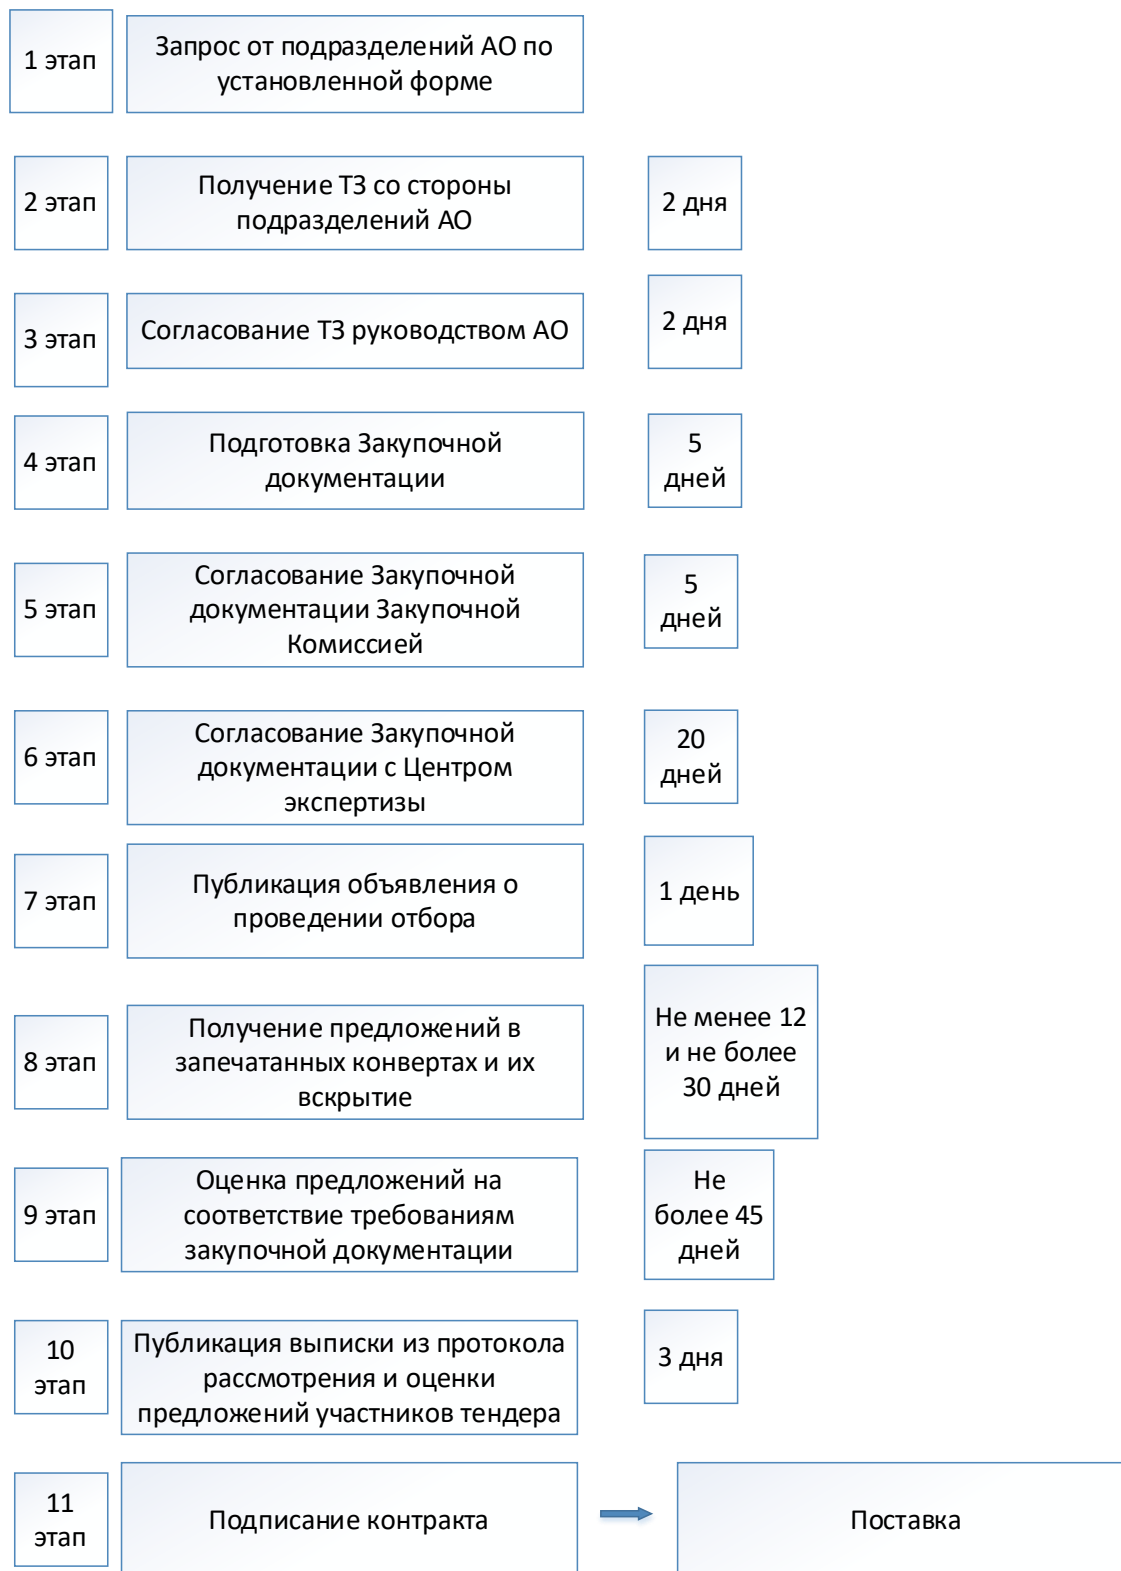 1 этап
Запрос от подразделений АО по
установленной форме
2 этап
Получение ТЗ со стороны
подразделений АО
2 дня
3 этап
Согласование ТЗ руководством АО
2 дня
4 этап
Подготовка Закупочной
документации
5
дней
5 этап
Согласование Закупочной
документации Закупочной
Комиссией
5
дней
6 этап
Согласование Закупочной
документации с Центром
экспертизы
20
дней
7 этап
Публикация объявления о
проведении отбора
1 день
8 этап
Получение предложений в
запечатанных конвертах и их
вскрытие
Не менее 12
и не более
30 дней
9 этап
Оценка предложений на
соответствие требованиям
закупочной документации
Не
более 45
дней
10
этап
Публикация выписки из протокола
рассмотрения и оценки
предложений участников тендера
3 дня
11
этап
Подписание контракта
Поставка